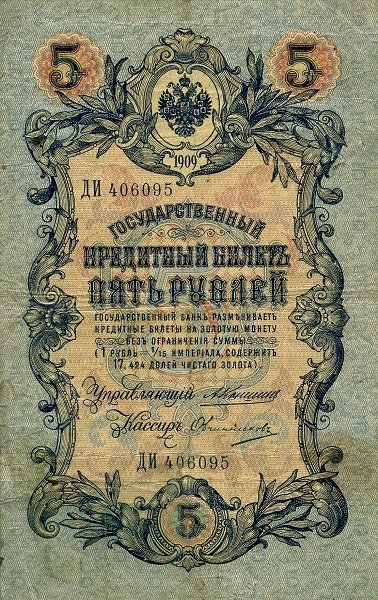 5 5
1909
ДИ 406095
ГОСУДАРСТВЕННЫЙ
КРЕДИТНЫЙ БИЛЕТЪ
ПЯТЬ РУБЛЕЙ
ГОСУДАРСТВЕННЫЙ БАНКЪ РАЗМѢНИВАЕТЪ
КРЕДИТНЫЕ БИЛЕТЫ НА ЗОЛОТУЮ МОНЕТУ
БЕЗЪ ОГРАНИЧЕНІЯ СУММЫ
(1 РУБЛЬ = 1/15 ИМПЕРІАЛА, СОДЕРЖИТЪ
17,424 ДОЛЕЙ ЧИСТАГО ЗОЛОТА).
Управляющій
Кассиръ
ДИ 406095
5